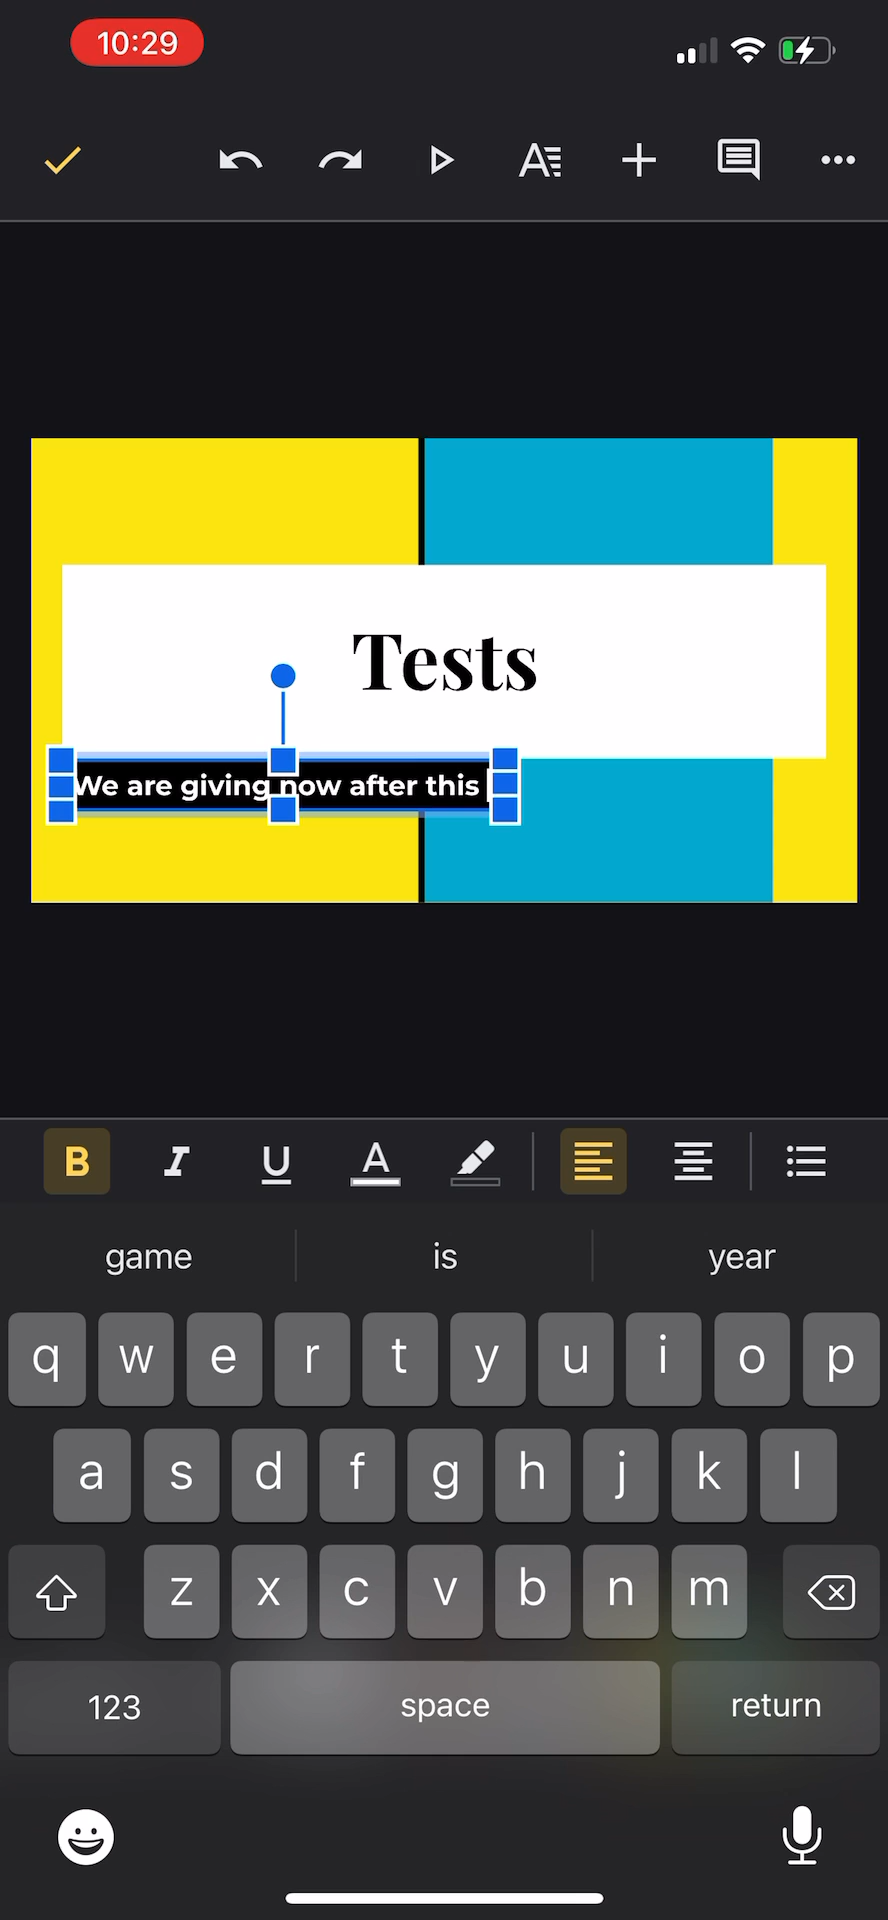 10:29
Tests
We are giving now after this
B I U A
game is year
q w e r t y u i o p
a s d f g h j k l
z x c v b n m
123 space return